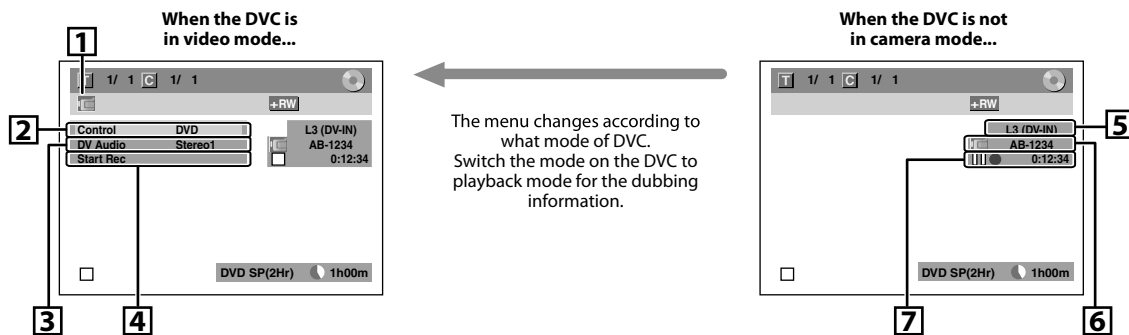 When the DVC is
in video mode...
1
T 1/ 1 C 1/ 1
+RW
2
Control DVD
DV Audio Stereo1
Start Rec
L3 (DV-IN)
AB-1234
0:12:34
DVD SP(2Hr) 1h00m
3
4
The menu changes according to
what mode of DVC.
Switch the mode on the DVC to
playback mode for the dubbing
information.
When the DVC is not
in camera mode...
T 1/ 1 C 1/ 1
+RW
L3 (DV-IN)
5
AB-1234
0:12:34
DVD SP(2Hr) 1h00m
7
6